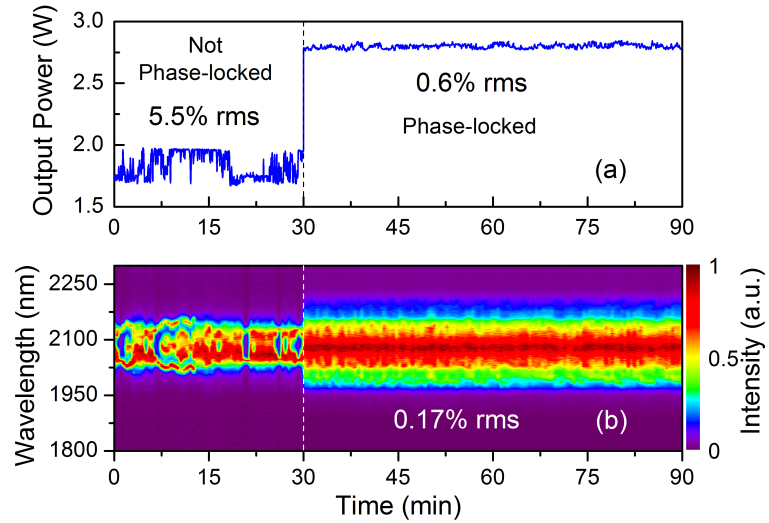 3.0
2.5
2.0
1.5
Output Power (W)
Not
Phase-locked
5.5% rms
0.6% rms
Phase-locked
(a)
0 15 30 45 60 75 90
2250
2100
1950
1800
Wavelength (nm)
0.17% rms
(b)
0 15 30 45 60 75 90
Time (min)
1
0.5
0
Intensity (a.u.)